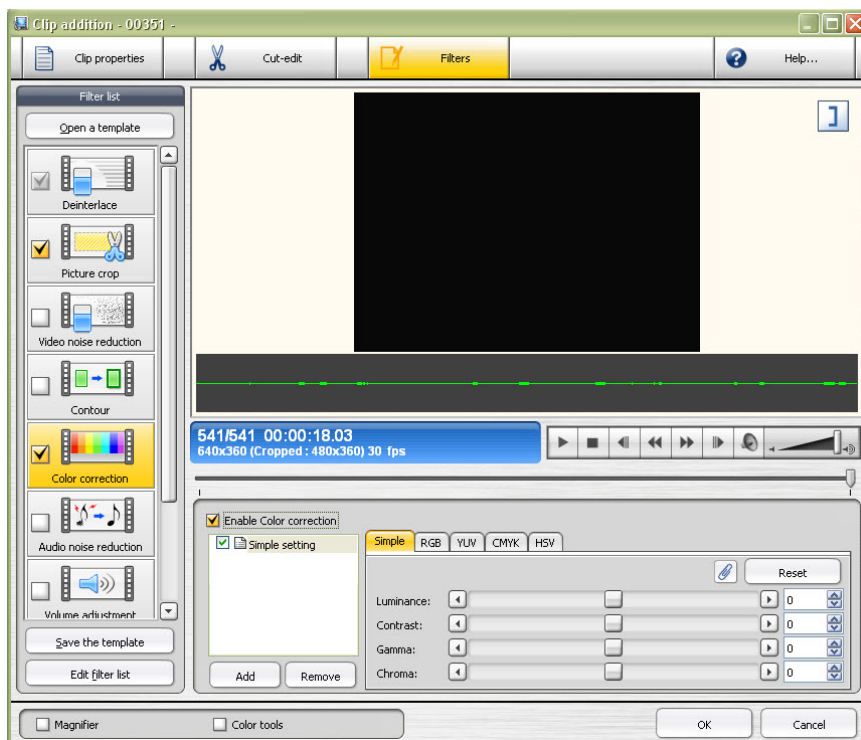 Clip addition - 00351 -
Clip properties
Cut-edit
Filters
Help...
Filter list
Open a template
Deinterlace
Picture crop
Video noise reduction
Contour
Color correction
Audio noise reduction
Volume adjustment
Save the template
Edit filter list
541/541 00:00:18.03
640x360 (Cropped : 480x360) 30 fps
Enable Color correction
Simple setting
Add
Remove
Simple
RGB
YUV
CMYK
HSV
Reset
Luminance:
0
Contrast:
0
Gamma:
0
Chroma:
0
Magnifier
Color tools
OK
Cancel